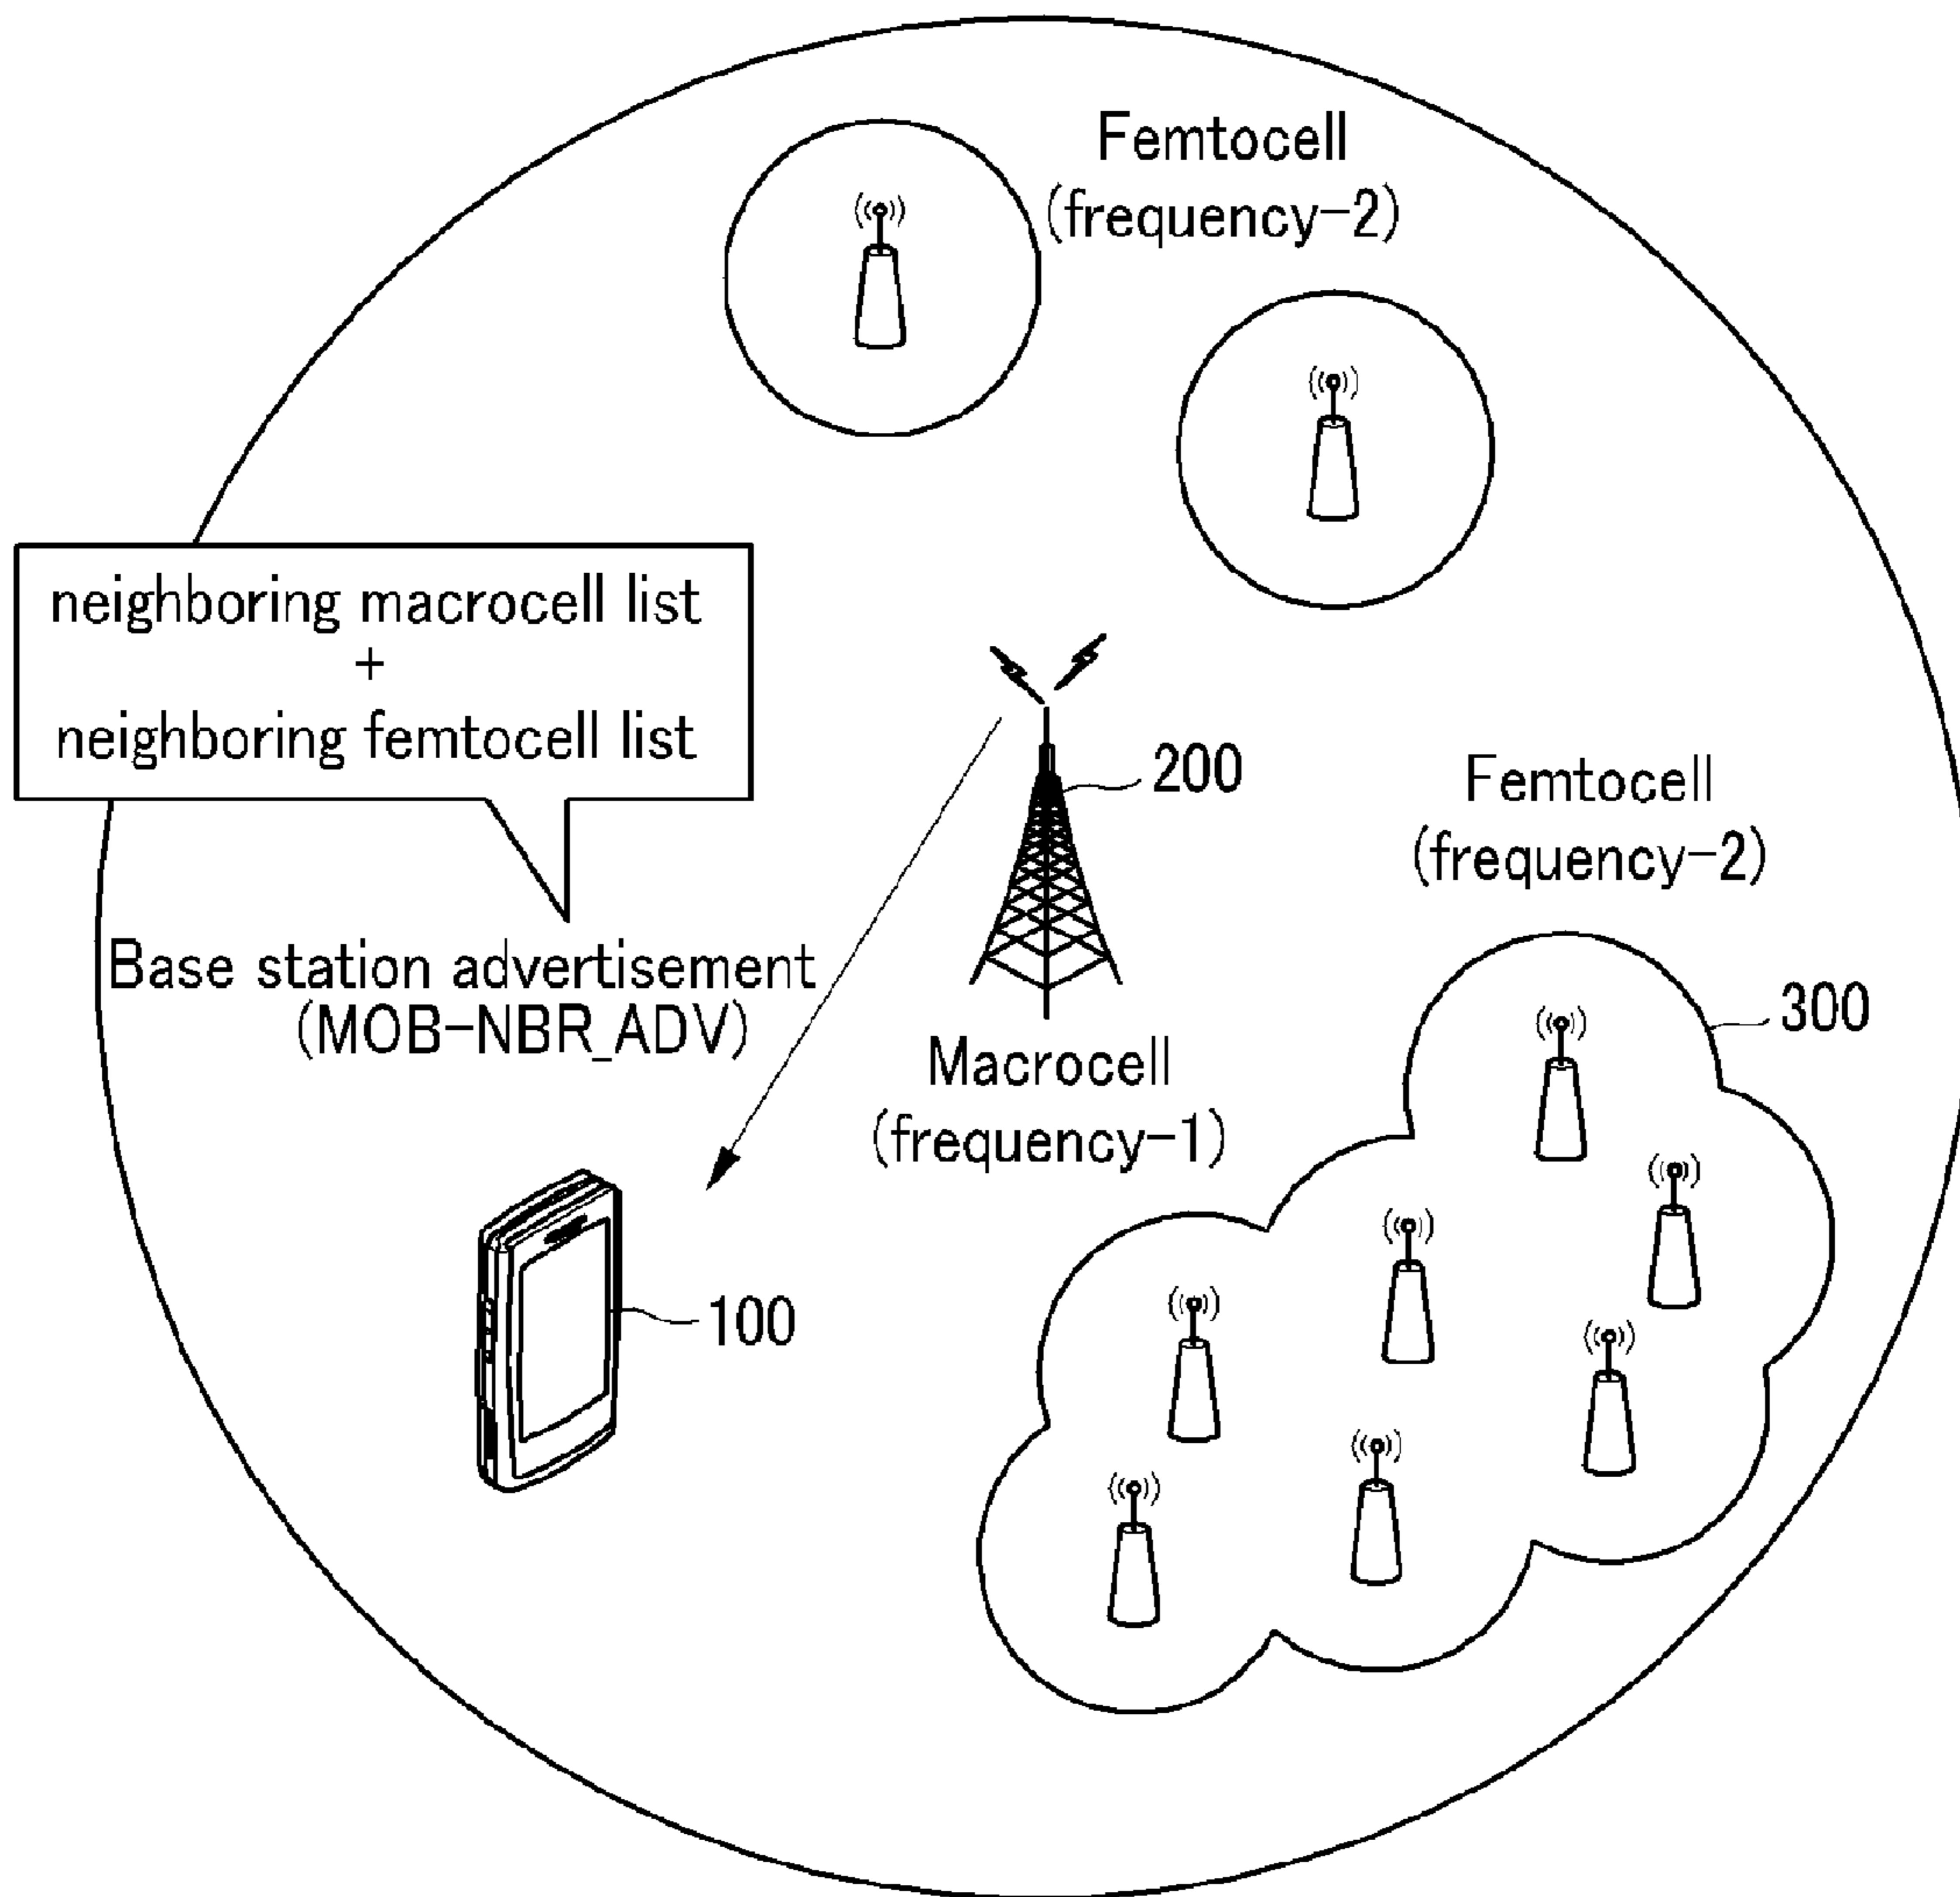 Femtocell
(frequency-2)
neighboring macrocell list
+
neighboring femtocell list
200
Femtocell
(frequency-2)
Base station advertisement
(MOB-NBR_ADV)
300
Macrocell
(frequency-1)
100